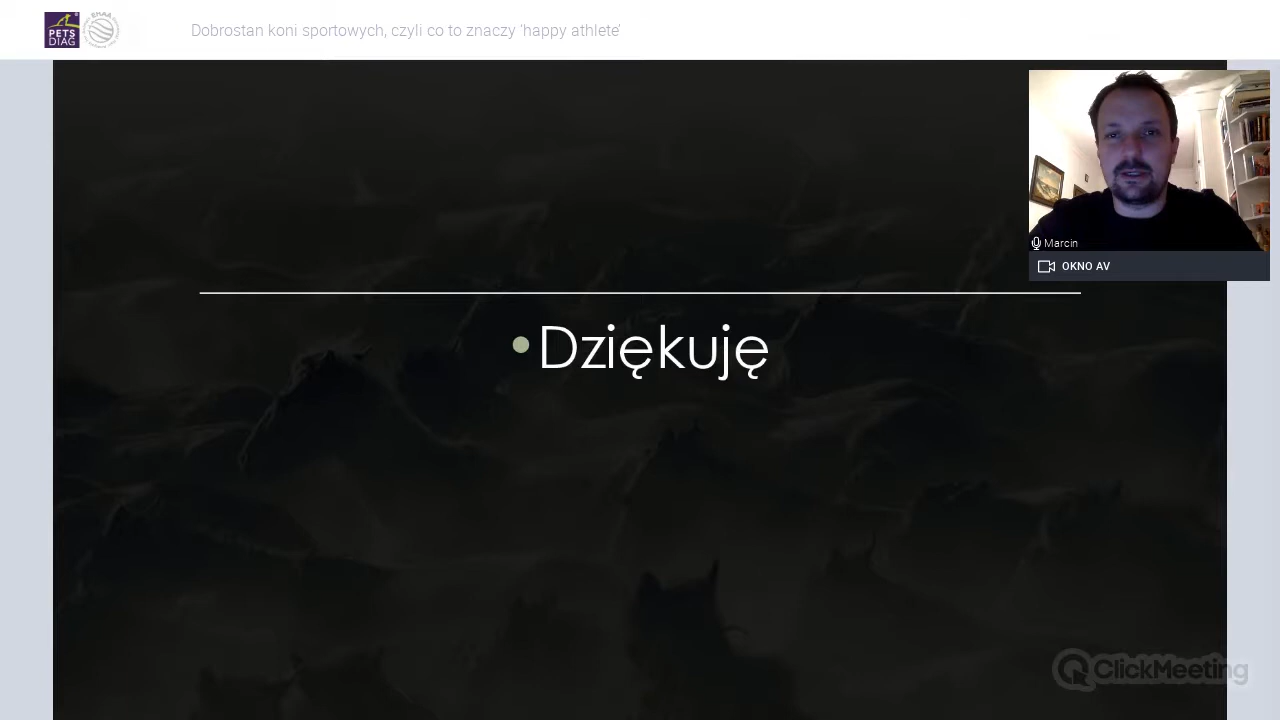 PETS
DIAG
Dobrostan koni sportowych, czyli co to znaczy 'happy athlete'
Marcin
OKNO AV
Dziękuję
ClickMeeting